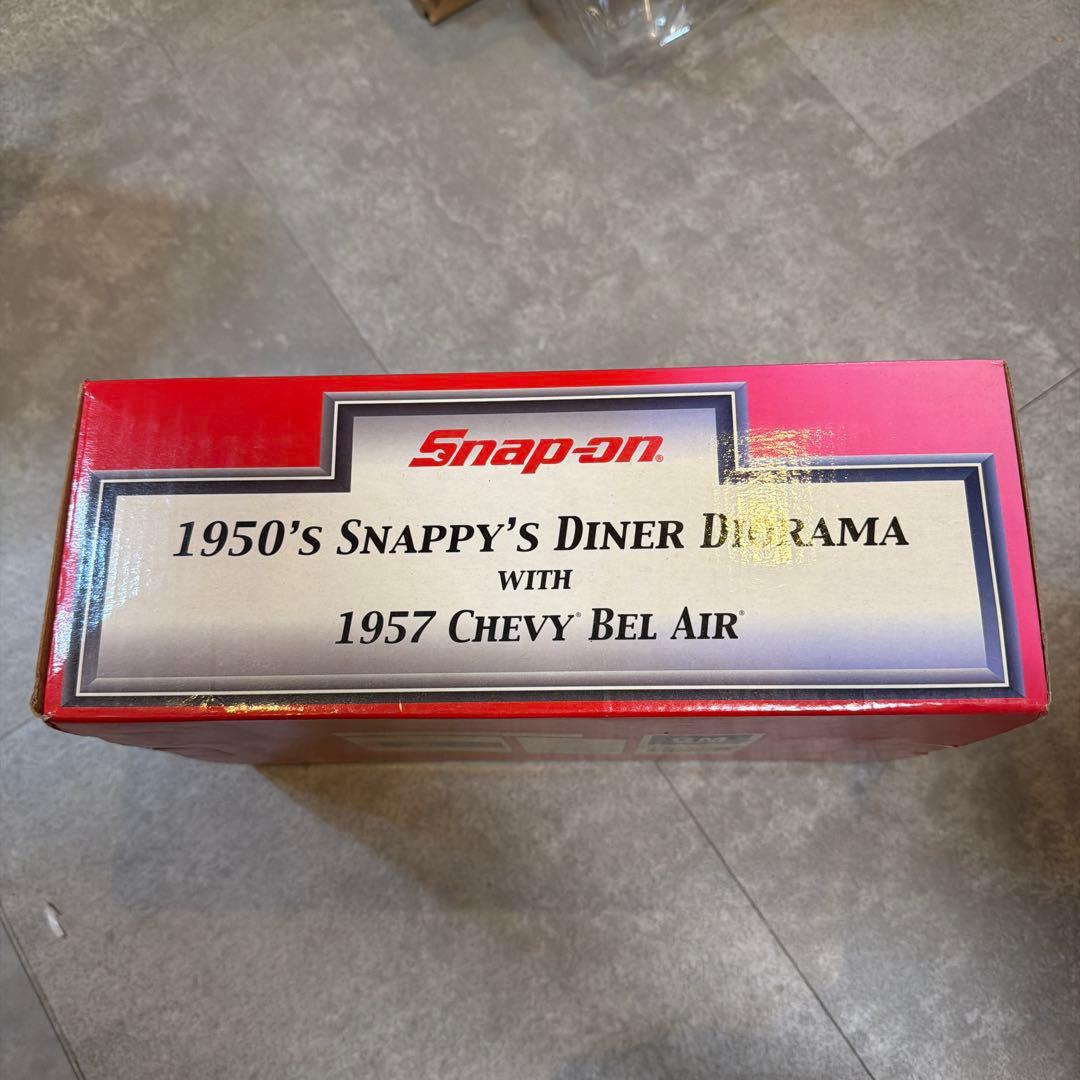 Snap-on®
1950's Snappy's Diner Diorama
with
1957 Chevy® Bel Air®